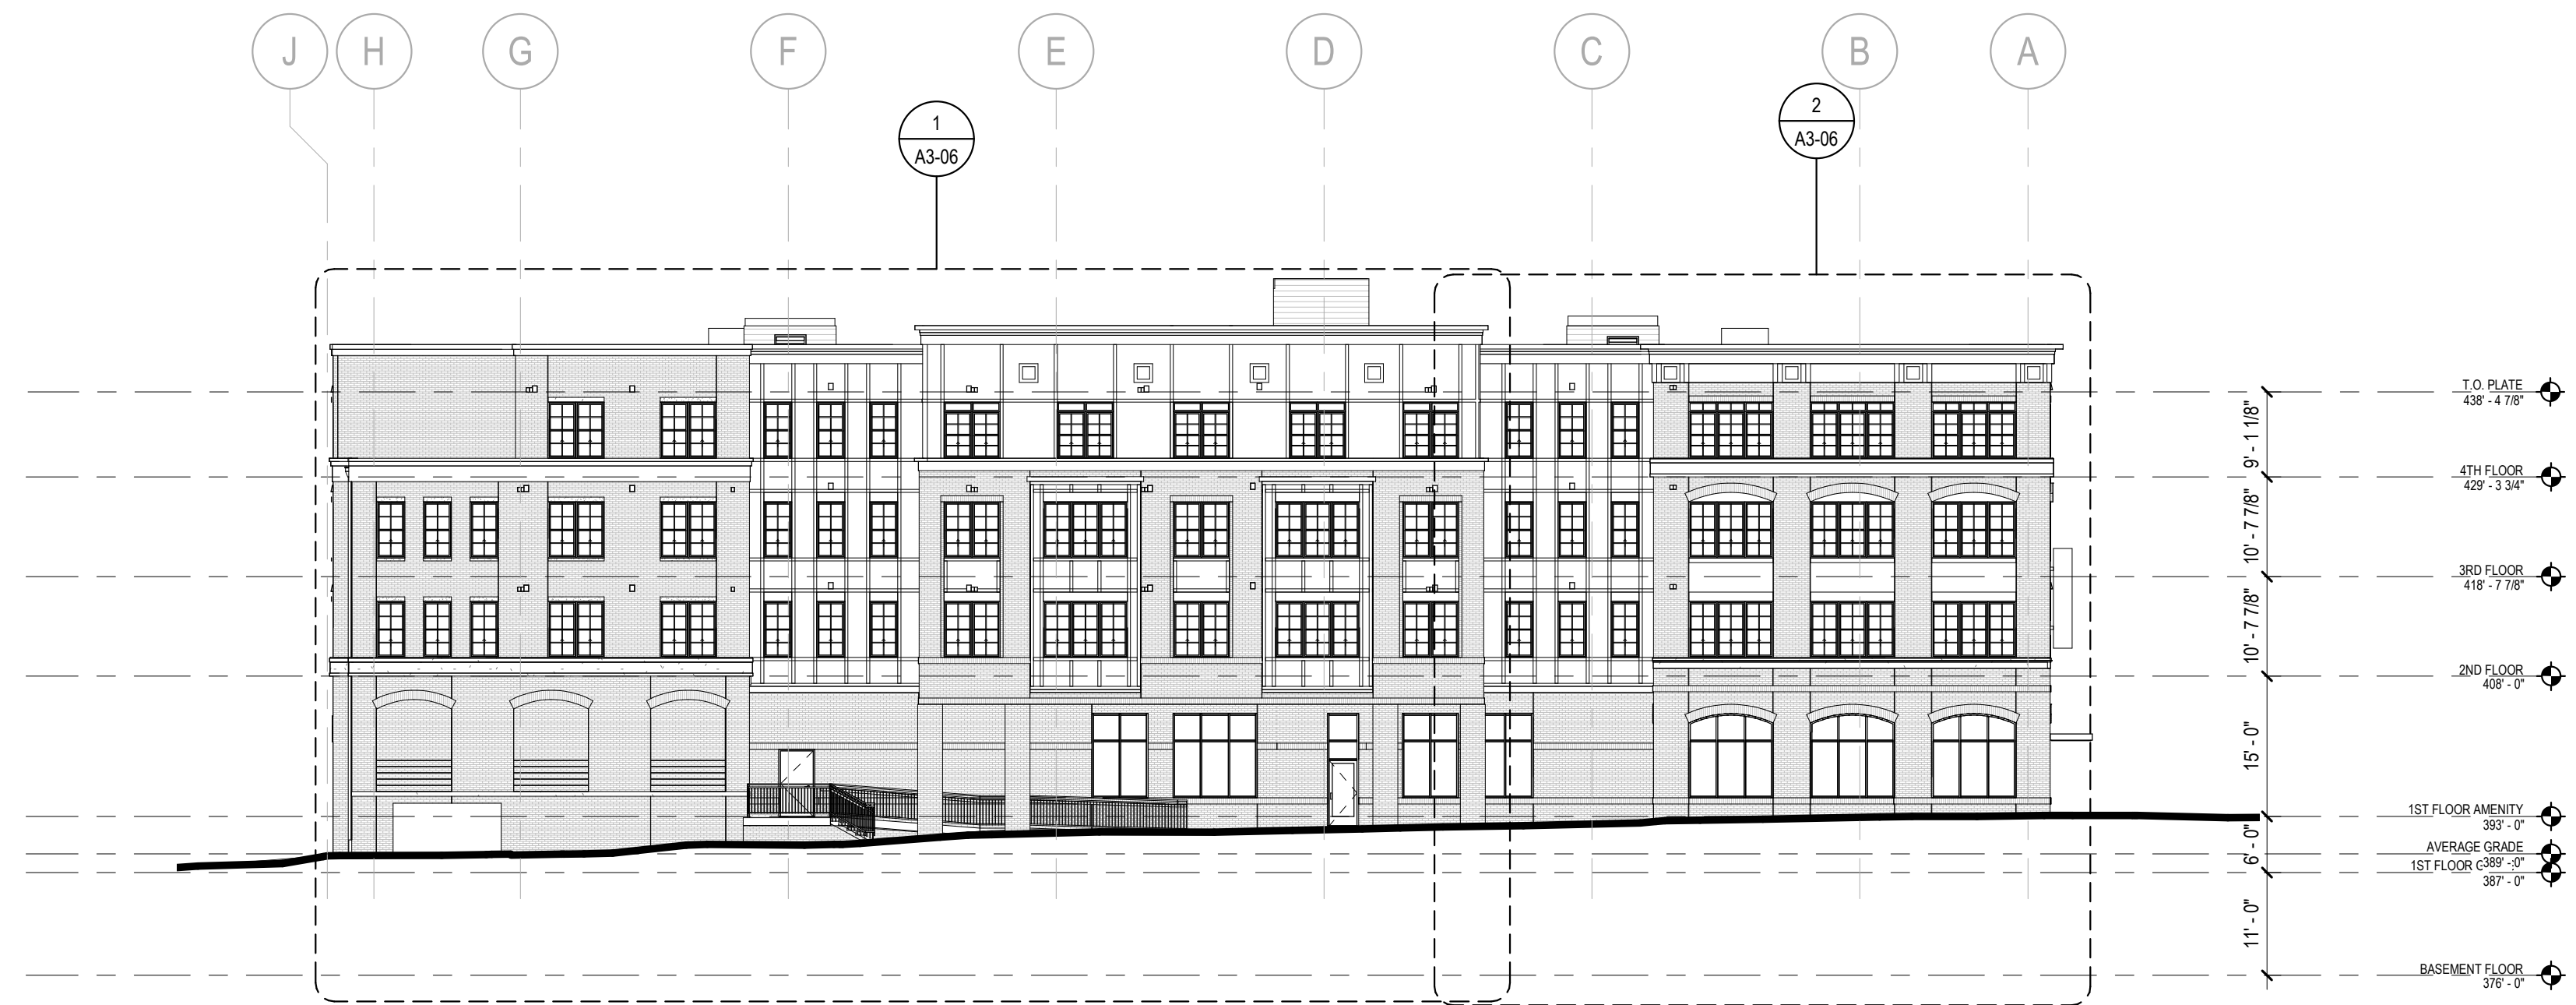 J H G F E D C B A
1
A3-06
2
A3-06
T.O. PLATE
438' - 4 7/8"
9' - 1 1/8"
4TH FLOOR
429' - 3 3/4"
10' - 7 7/8"
3RD FLOOR
418' - 7 7/8"
10' - 7 7/8"
2ND FLOOR
408' - 0"
15' - 0"
1ST FLOOR AMENITY
393' - 0"
6' - 0"
AVERAGE GRADE
389' - 0"
1ST FLOOR
387' - 0"
11' - 0"
BASEMENT FLOOR
376' - 0"